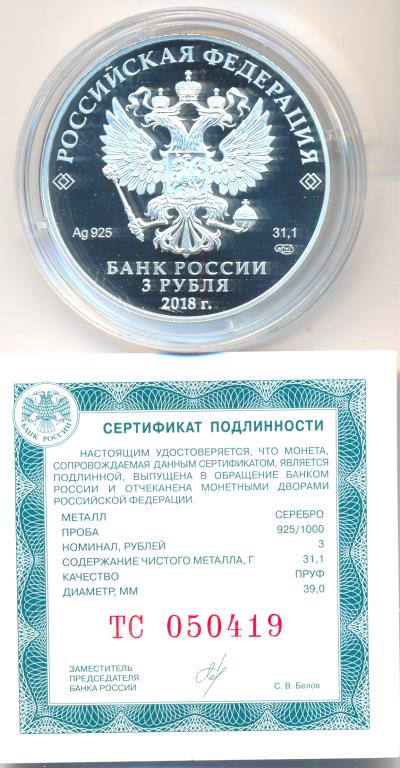 РОССИЙСКАЯ ФЕДЕРАЦИЯ
Ag 925 31,1
БАНК РОССИИ
3 РУБЛЯ
2018 г.
БАНК РОССИИ
СЕРТИФИКАТ ПОДЛИННОСТИ
НАСТОЯЩИМ УДОСТОВЕРЯЕТСЯ, ЧТО МОНЕТА,
СОПРОВОЖДАЕМАЯ ДАННЫМ СЕРТИФИКАТОМ, ЯВЛЯЕТСЯ
ПОДЛИННОЙ, ВЫПУЩЕНА В ОБРАЩЕНИЕ БАНКОМ
РОССИИ И ОТЧЕКАНЕНА МОНЕТНЫМИ ДВОРАМИ
РОССИЙСКОЙ ФЕДЕРАЦИИ.
МЕТАЛЛ СЕРЕБРО
ПРОБА 925/1000
НОМИНАЛ, РУБЛЕЙ 3
СОДЕРЖАНИЕ ЧИСТОГО МЕТАЛЛА, Г 31,1
КАЧЕСТВО ПРУФ
ДИАМЕТР, ММ 39,0
ТС 050419
ЗАМЕСТИТЕЛЬ
ПРЕДСЕДАТЕЛЯ
БАНКА РОССИИ
С. В. Белов